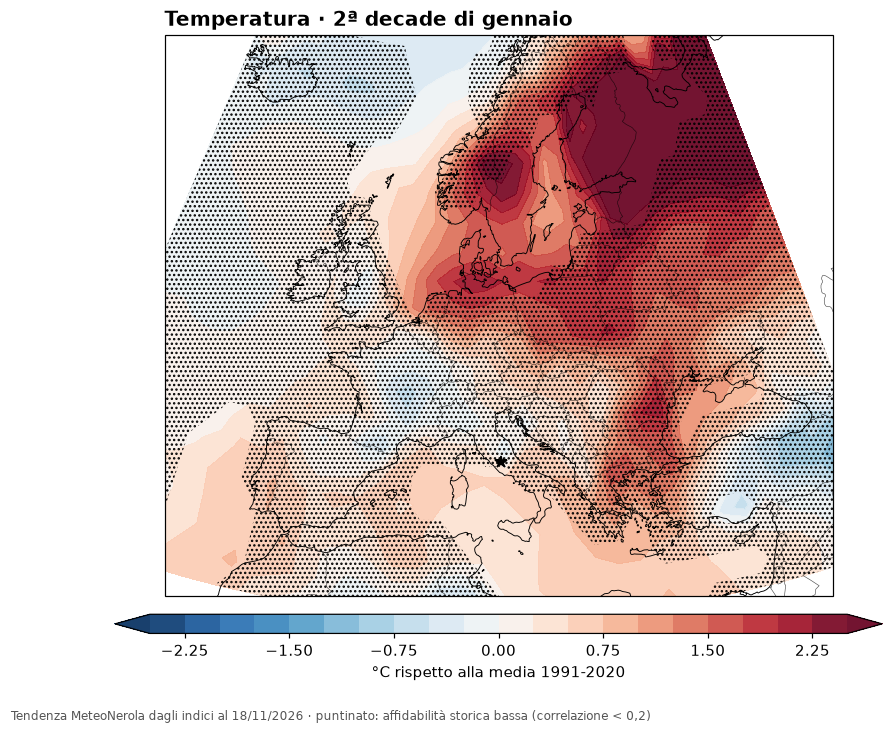 Temperatura · 2ª decade di gennaio
−2.25 −1.50 −0.75 0.00 0.75 1.50 2.25
°C rispetto alla media 1991-2020
Tendenza MeteoNerola dagli indici al 18/11/2026 · puntinato: affidabilità storica bassa (correlazione < 0,2)